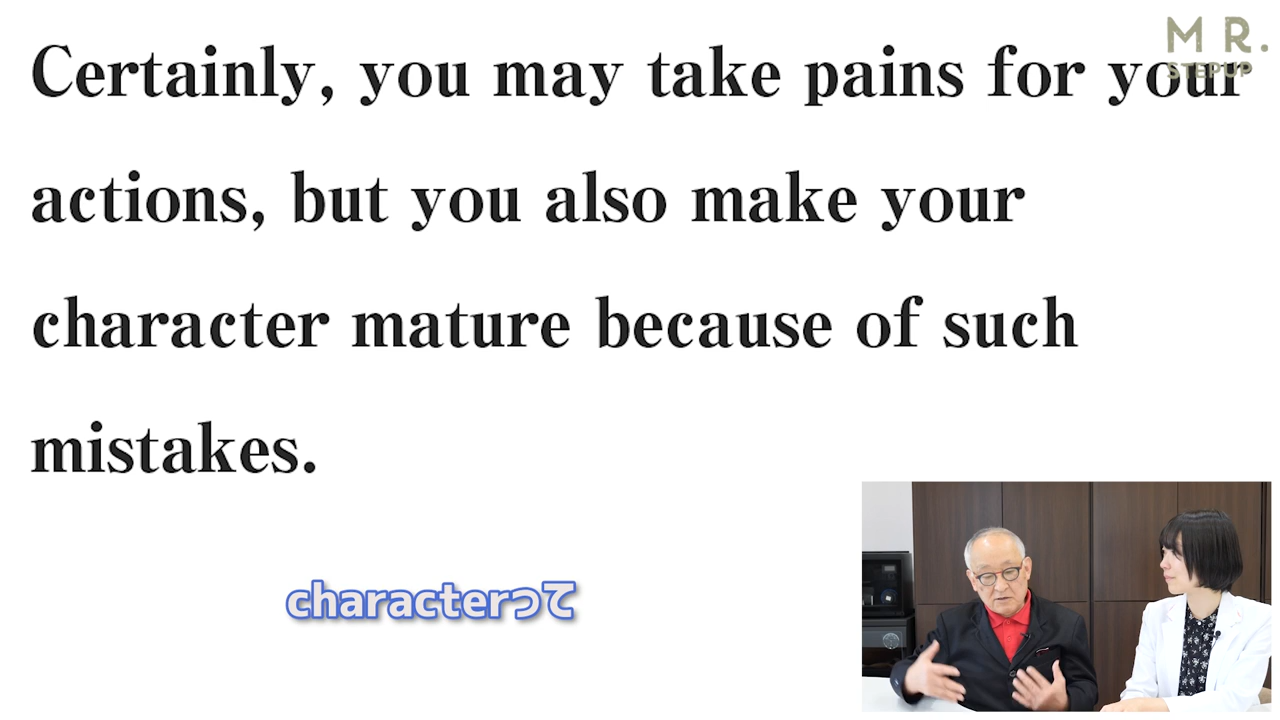 MR.
STEPUP
Certainly, you may take pains for your
actions, but you also make your
character mature because of such
mistakes.
characterって